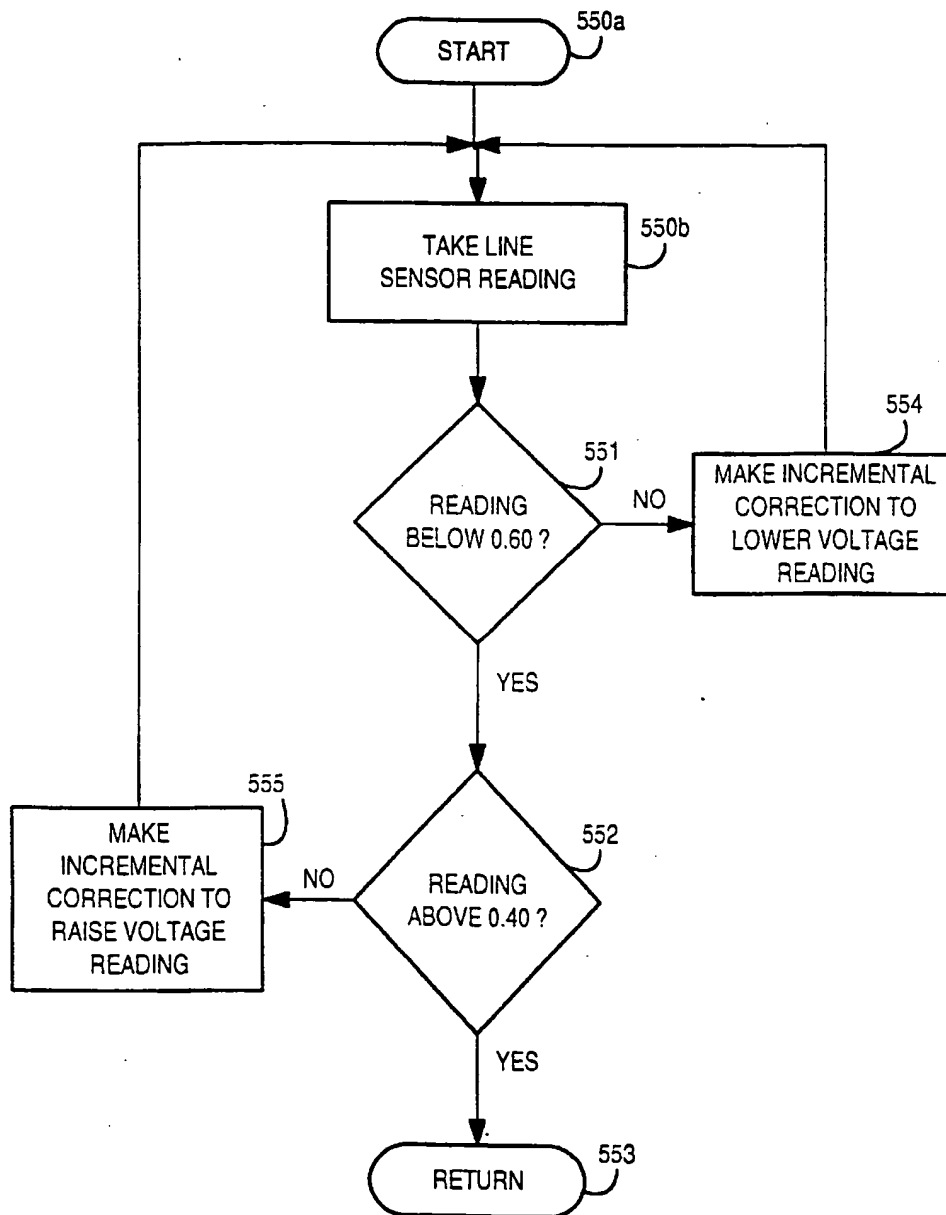 550a
START
550b
TAKE LINE
SENSOR READING
551
READING
BELOW 0.60 ?
NO
554
MAKE INCREMENTAL
CORRECTION TO
LOWER VOLTAGE
READING
YES
552
READING
ABOVE 0.40 ?
NO
555
MAKE
INCREMENTAL
CORRECTION TO
RAISE VOLTAGE
READING
YES
RETURN
553